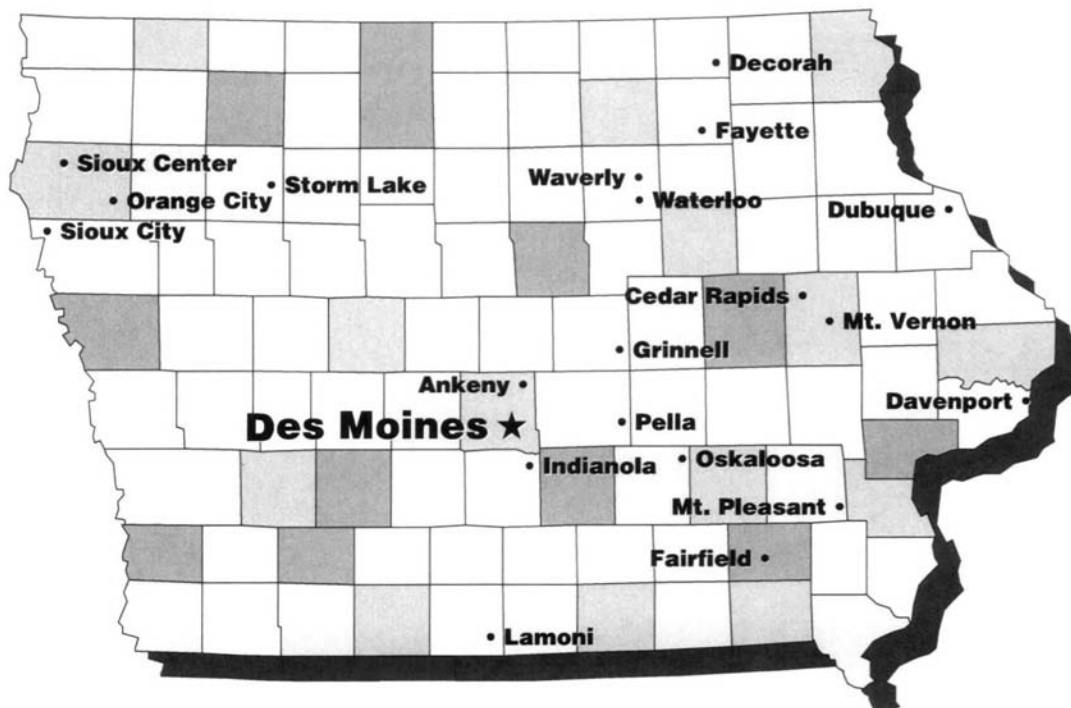 Decorah
Fayette
Sioux Center
Storm Lake
Waverly
Orange City
Waterloo
Dubuque
Sioux City
Cedar Rapids
Mt. Vernon
Grinnell
Ankeny
Davenport
Des Moines
Pella
Indianola
Oskaloosa
Mt. Pleasant
Fairfield
Lamoni